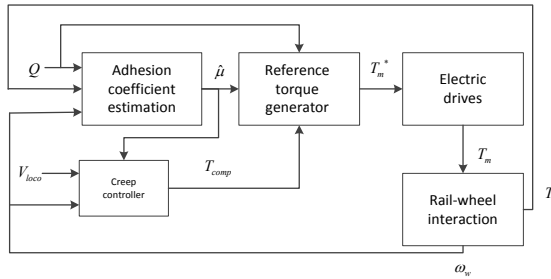 Q
Adhesion
coefficient
estimation
μ̂
Reference
torque
generator
T_m*
Electric
drives
V_loco
Creep
controller
T_comp
T_m
Rail-wheel
interaction
T
ω_w